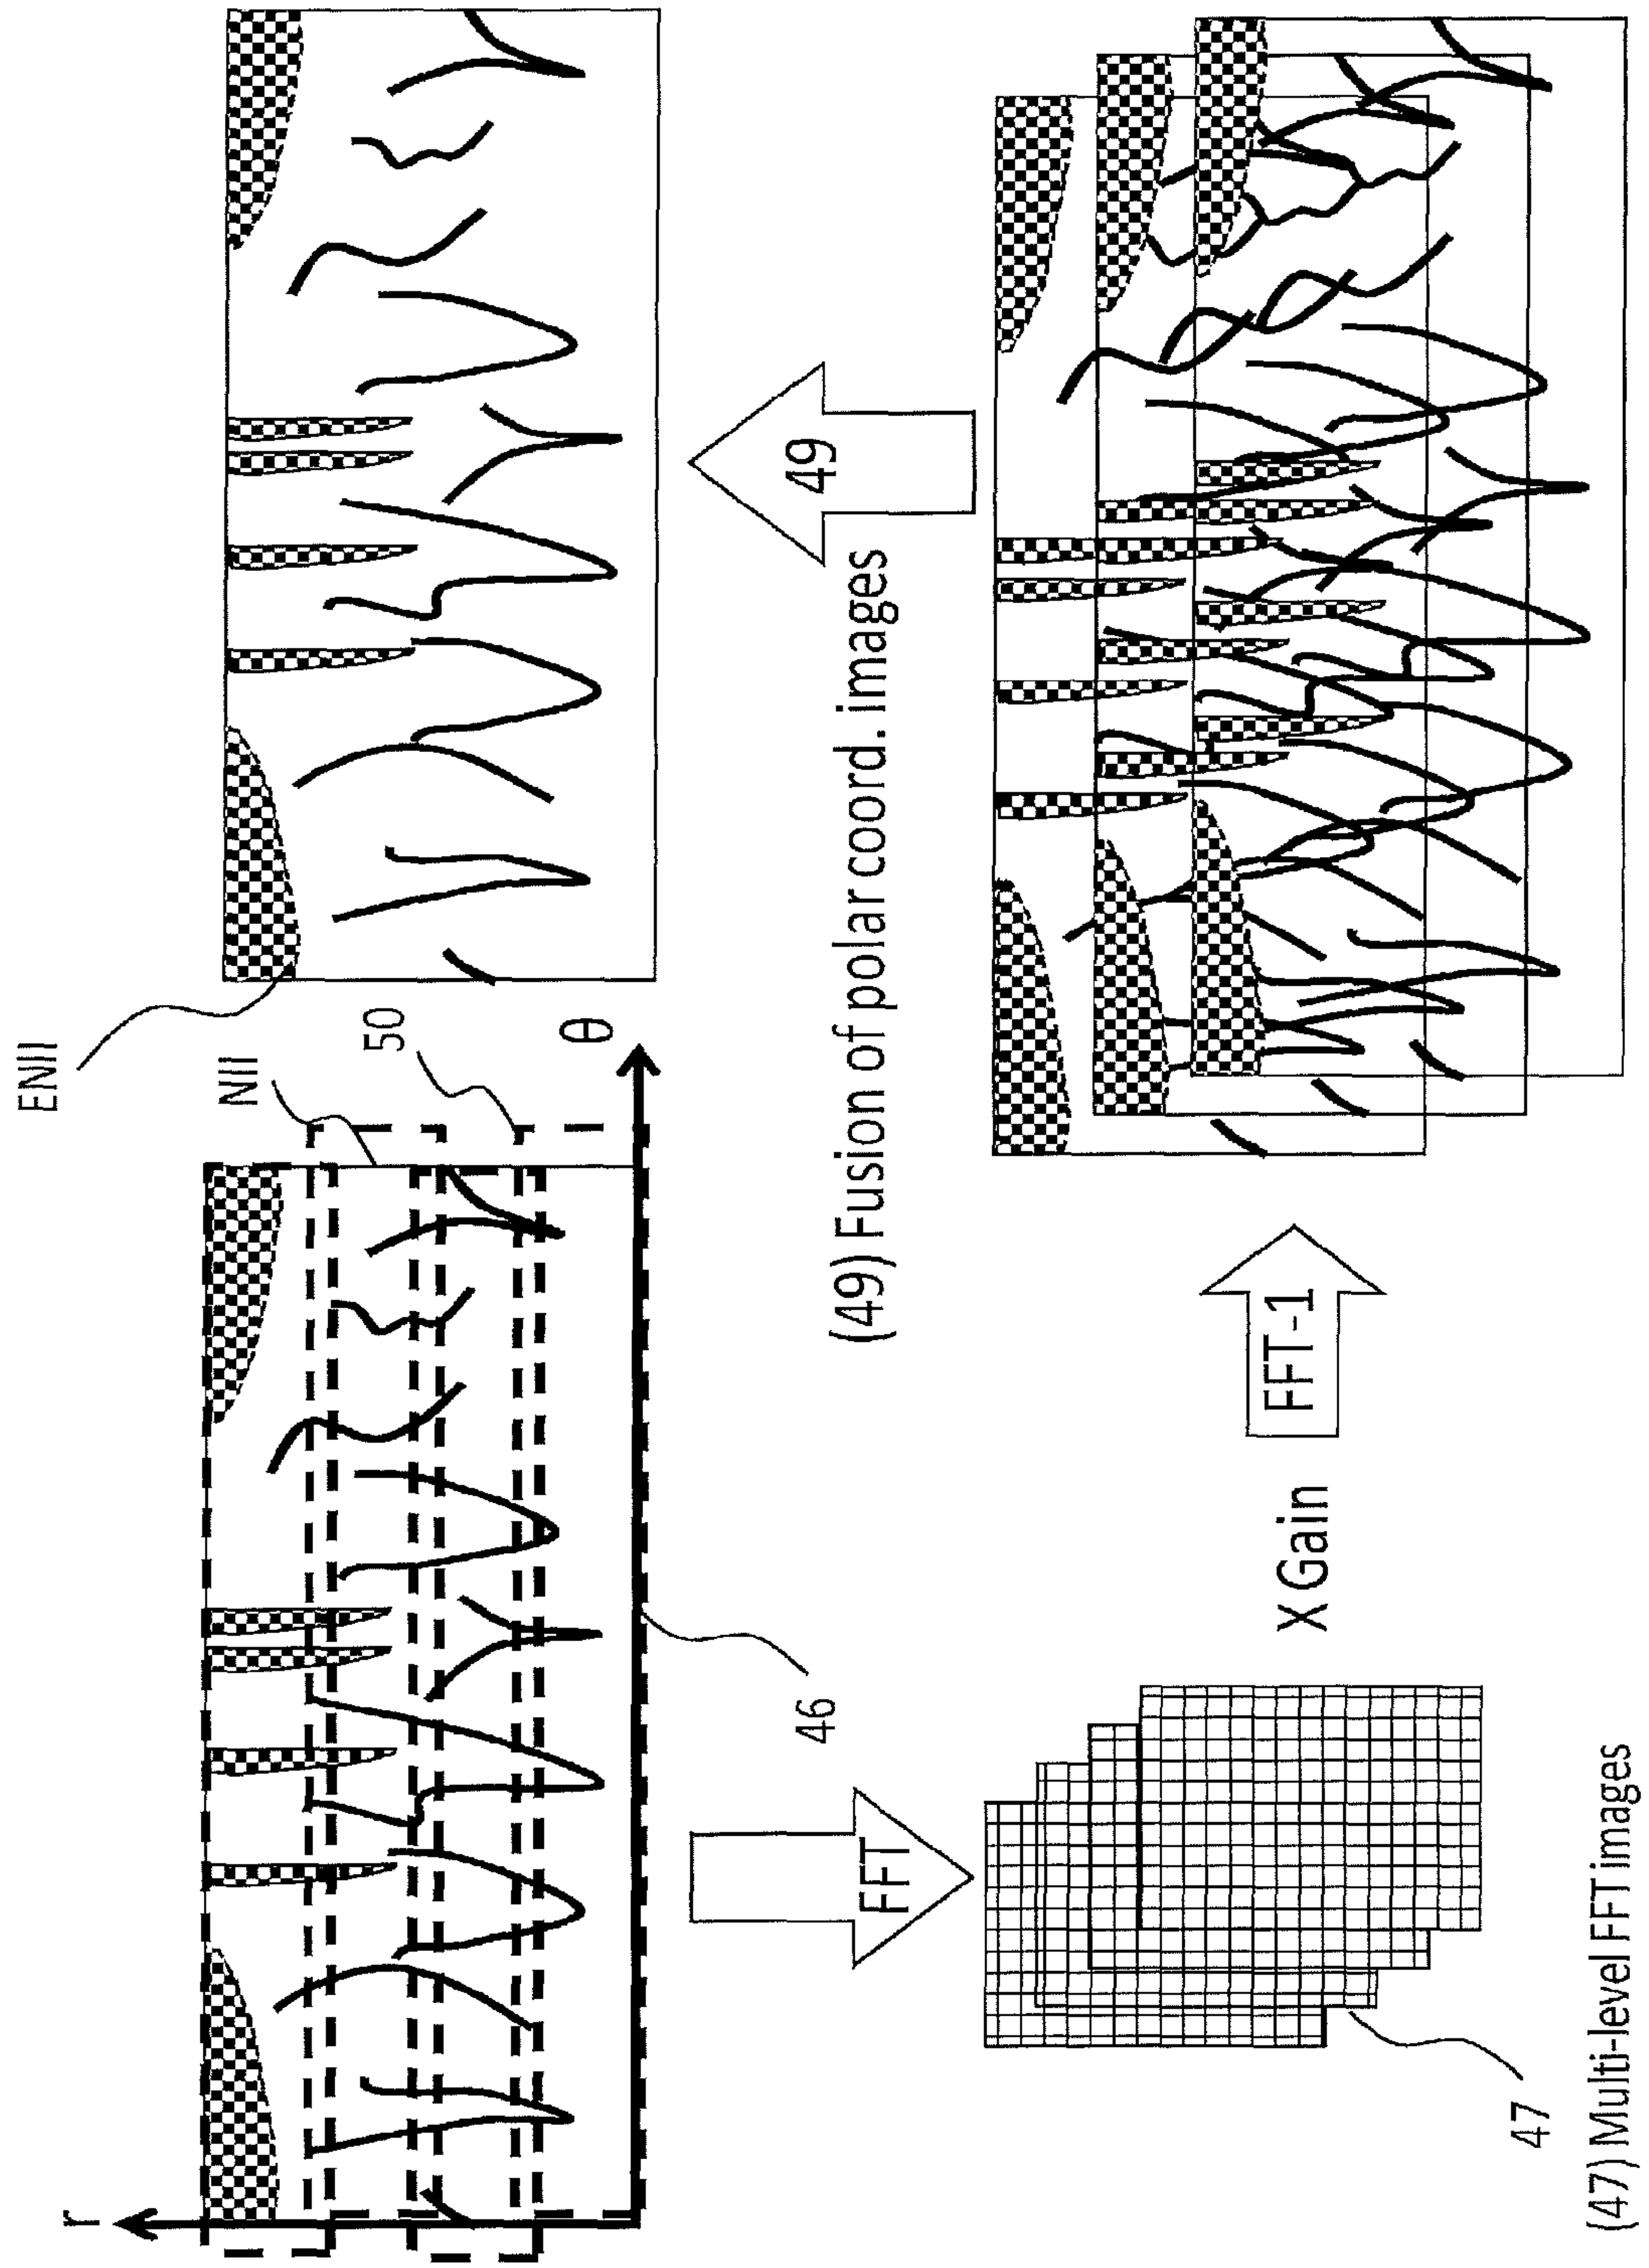 r
NII
50
θ
46
ENII
FFT
47
(47) Multi-level FFT images
X Gain
FFT-1
49
(49) Fusion of polar coord. images